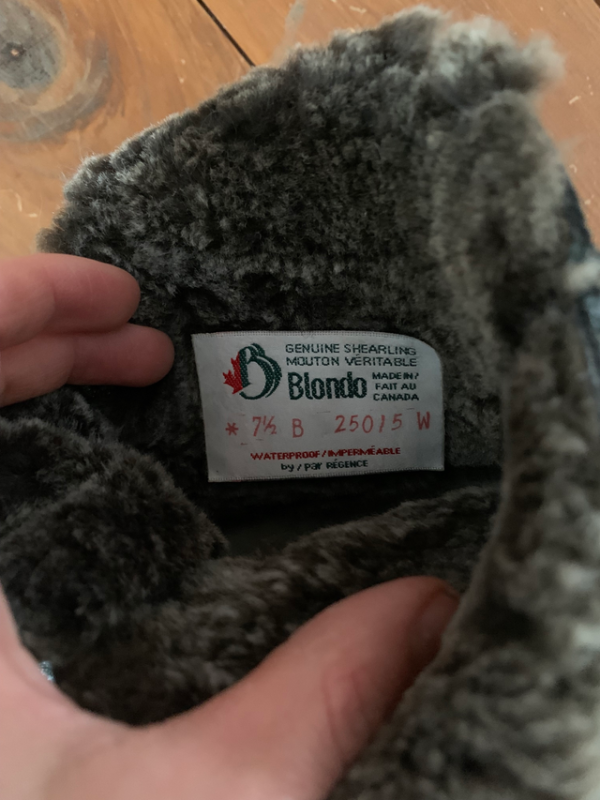 B
GENUINE SHEARLING
MOUTON VÉRITABLE
Blondo
MADE IN/
FAIT AU
CANADA
* 7½ B 25015 W
WATERPROOF/IMPERMÉABLE
by/par RÉGENCE